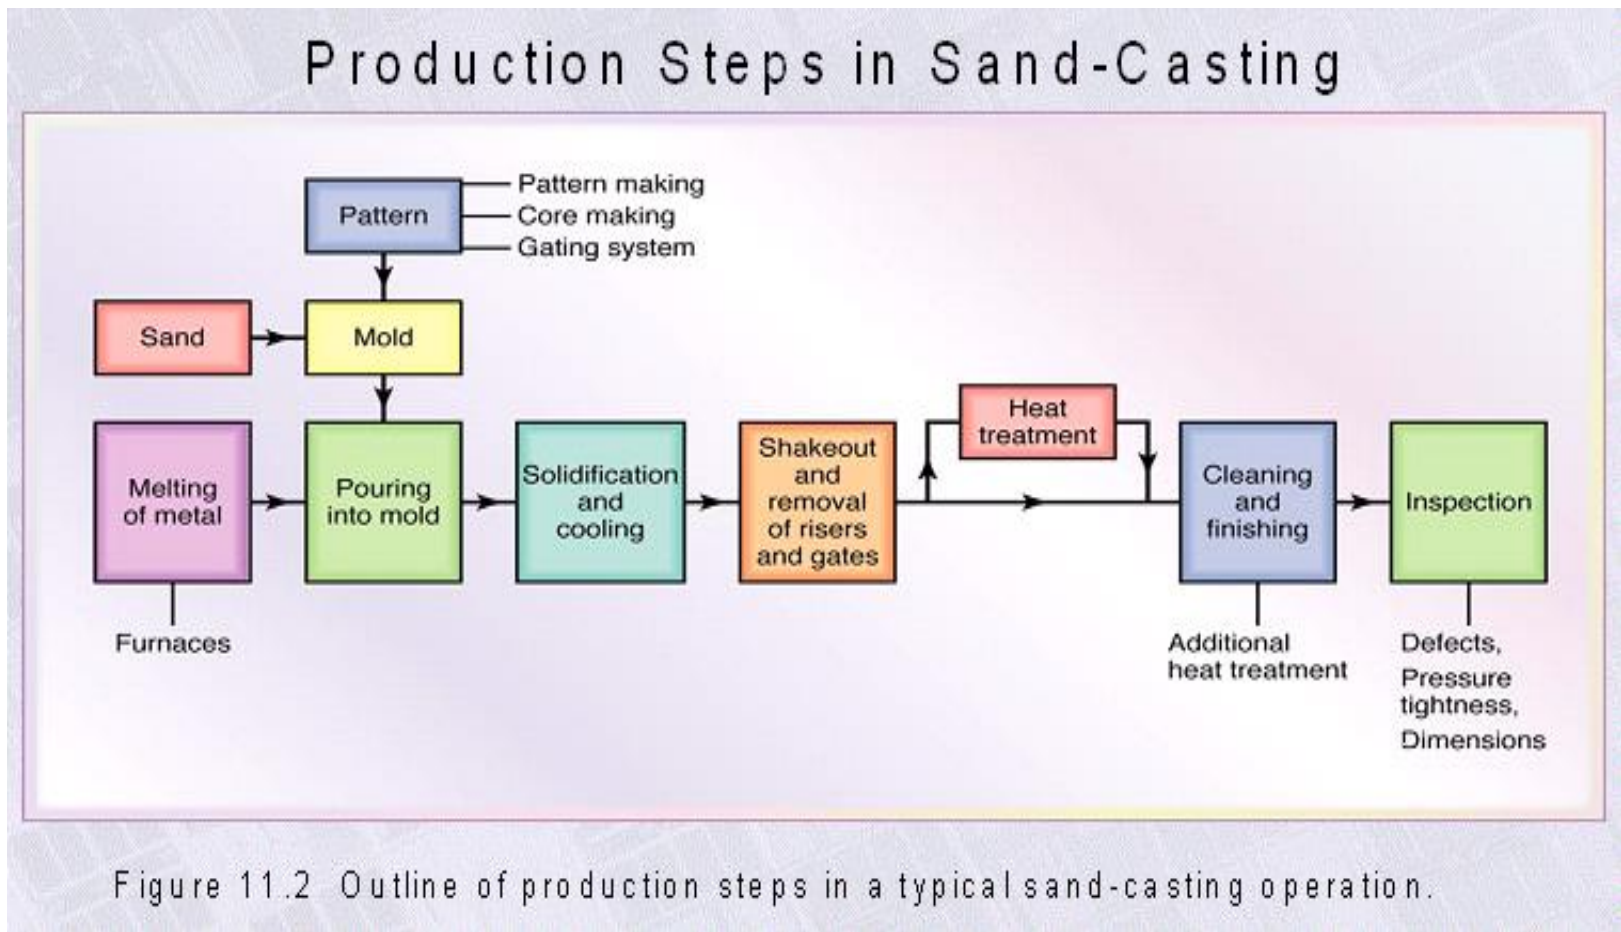 Production Steps in Sand-Casting
Pattern
Pattern making
Core making
Gating system
Sand
Mold
Melting
of metal
Furnaces
Pouring
into mold
Solidification
and
cooling
Shakeout
and
removal
of risers
and gates
Heat
treatment
Cleaning
and
finishing
Additional
heat treatment
Inspection
Defects,
Pressure
tightness,
Dimensions
Figure 11.2 Outline of production steps in a typical sand-casting operation.